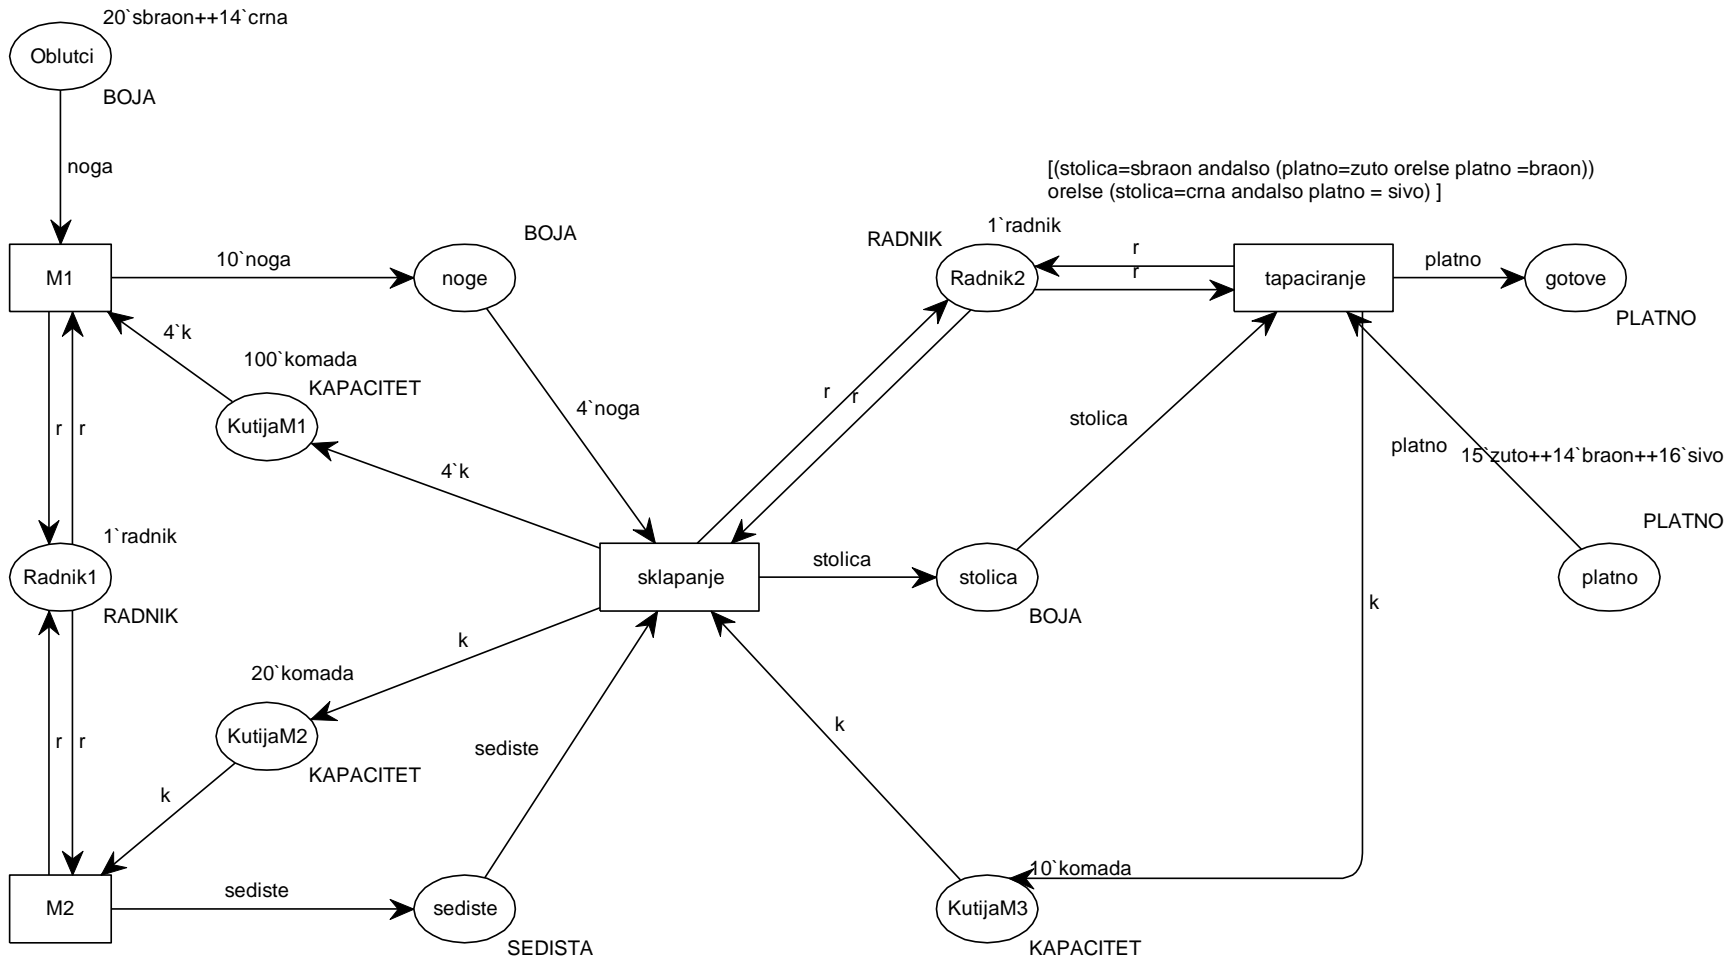 20`sbraon++14`crna
Oblutci
BOJA
noga
[(stolica=sbraon andalso (platno=zuto orelse platno =braon))
orelse (stolica=crna andalso platno = sivo) ]
M1
10`noga
BOJA
noge
RADNIK
1`radnik
Radnik2
r
r
tapaciranje
platno
gotove
PLATNO
4`k
100`komada
KAPACITET
KutijaM1
r
r
4`k
4`noga
r
r
stolica
platno
15`zuto++14`braon++16`sivo
PLATNO
1`radnik
Radnik1
RADNIK
sklapanje
stolica
stolica
BOJA
platno
k
k
20`komada
KutijaM2
KAPACITET
r
r
k
sediste
k
M2
sediste
sediste
SEDISTA
10`komada
KutijaM3
KAPACITET